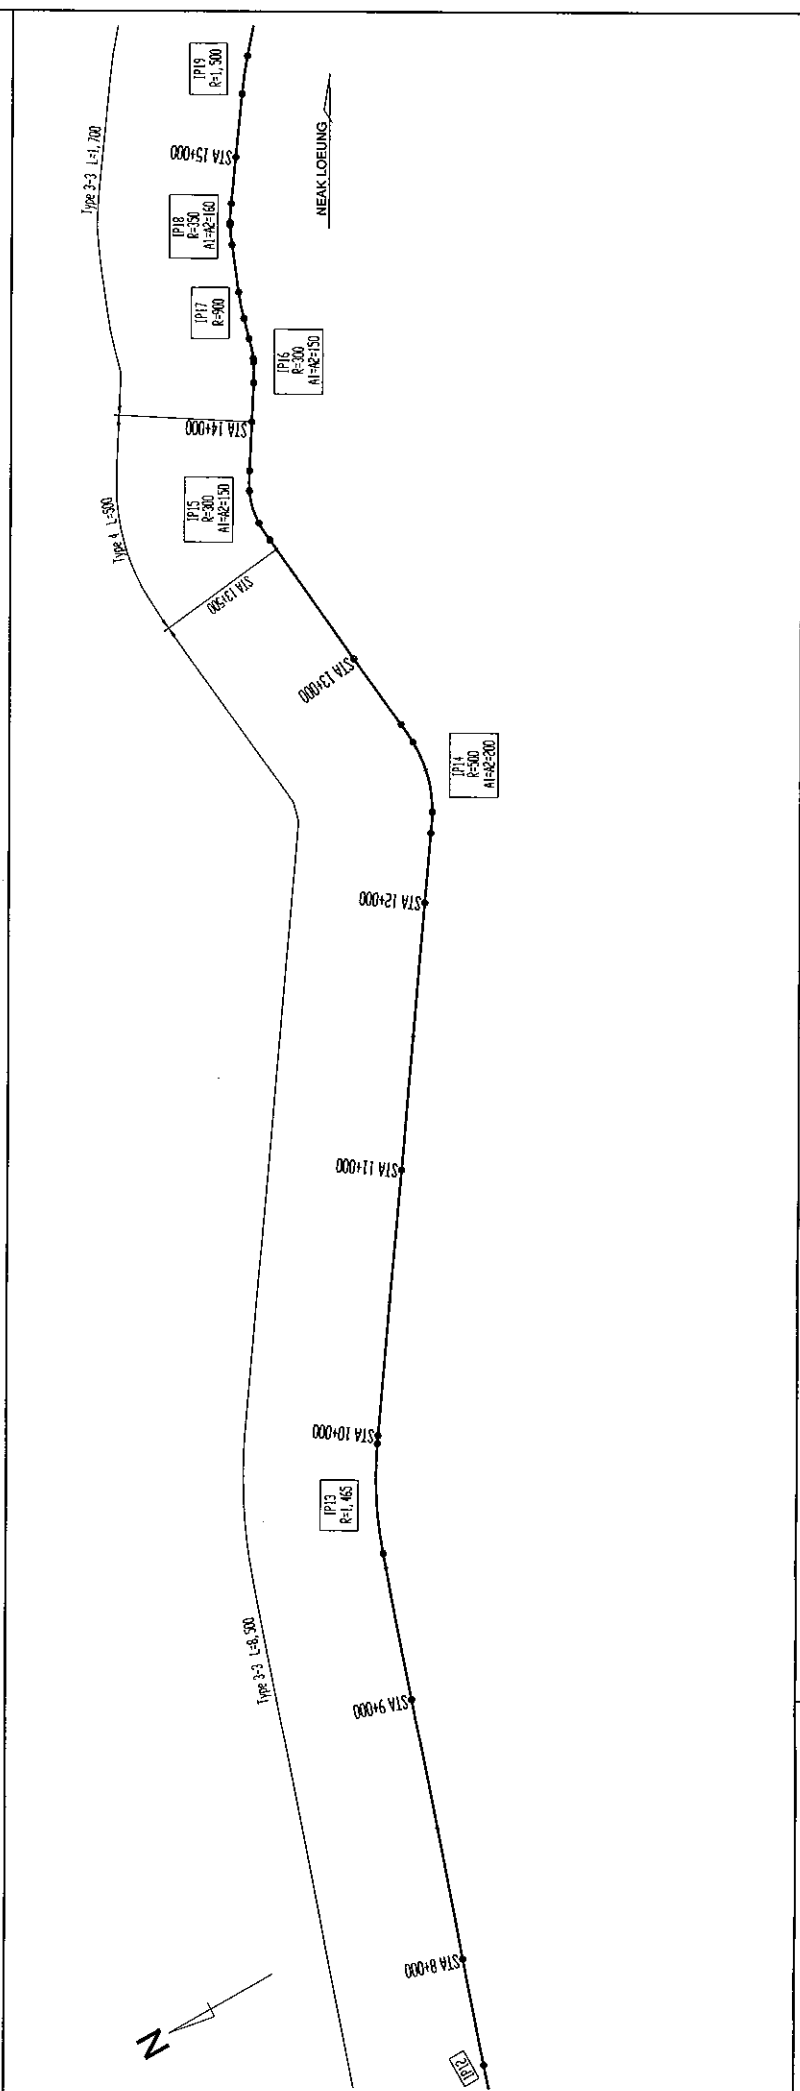 IP19
R=1,500
Type 3-3 L=1,700
STA 15+000
NEAK LOEUNG
IP18
R=350
A1=A2=160
IP17
R=900
IP16
R=300
A1=A2=150
STA 14+000
IP15
R=300
A1=A2=150
Type 4 L=500
STA 13+500
STA 13+000
IP14
R=500
A1=A2=200
STA 12+000
STA 11+000
STA 10+000
IP13
R=1,465
Type 3-3 L=8,500
STA 9+000
STA 8+000
N
IP12